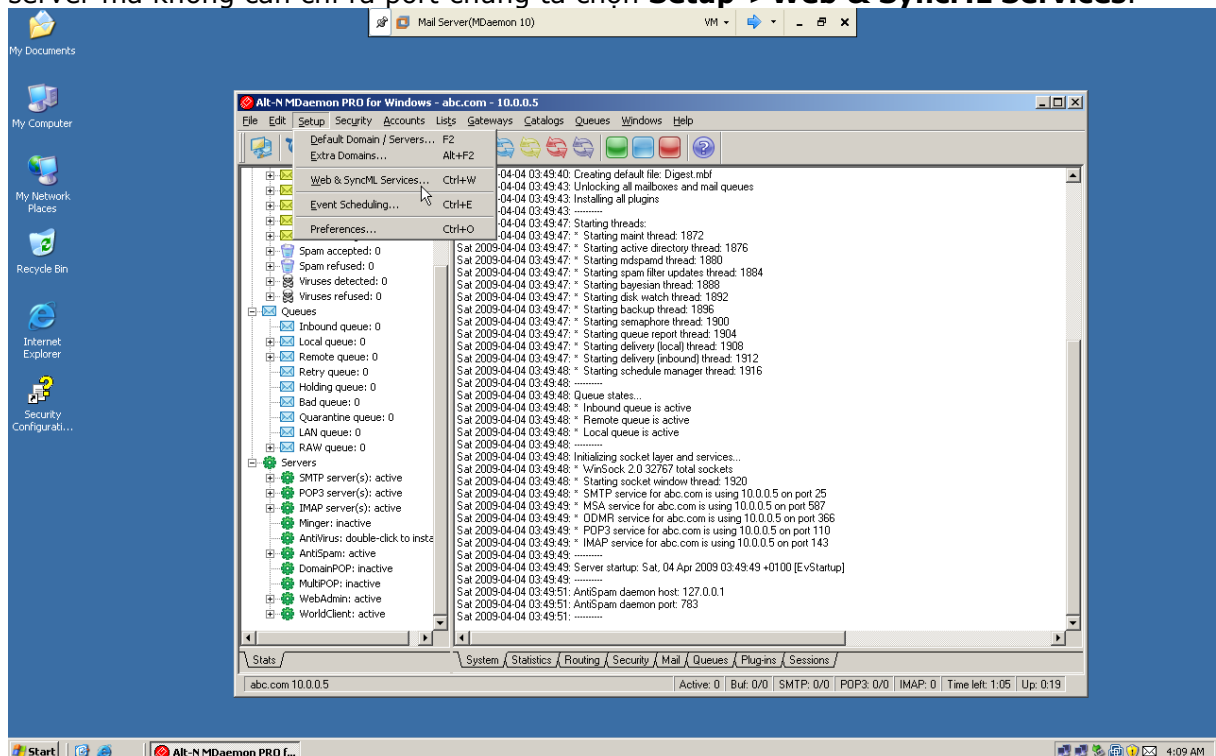 server mà không cần chỉ ra port chúng ta chọn Setup > Web & SyncML Services.
Mail Server(MDaemon 10)
VM
My Documents
My Computer
My Network
Places
Recycle Bin
Internet
Explorer
Security
Configurati...
Alt-N MDaemon PRO for Windows - abc.com - 10.0.0.5
File Edit Setup Security Accounts Lists Gateways Catalogs Queues Windows Help
Default Domain / Servers... F2
Extra Domains... Alt+F2
Web & SyncML Services... Ctrl+W
Event Scheduling... Ctrl+E
Preferences... Ctrl+O
Spam accepted: 0
Spam refused: 0
Viruses detected: 0
Viruses refused: 0
Queues
Inbound queue: 0
Local queue: 0
Remote queue: 0
Retry queue: 0
Holding queue: 0
Bad queue: 0
Quarantine queue: 0
LAN queue: 0
RAW queue: 0
Servers
SMTP server(s): active
POP3 server(s): active
IMAP server(s): active
Minger: inactive
AntiVirus: double-click to insta
AntiSpam: active
DomainPOP: inactive
MultiPOP: inactive
WebAdmin: active
WorldClient: active
-04-04 03:49:40: Creating default file: Digest.mbf
-04-04 03:49:43: Unlocking all mailboxes and mail queues
-04-04 03:49:43: Installing all plugins
-04-04 03:49:43: ----------
-04-04 03:49:47: Starting threads:
-04-04 03:49:47: * Starting maint thread: 1872
Sat 2009-04-04 03:49:47: * Starting active directory thread: 1876
Sat 2009-04-04 03:49:47: * Starting mdspamd thread: 1880
Sat 2009-04-04 03:49:47: * Starting spam filter updates thread: 1884
Sat 2009-04-04 03:49:47: * Starting bayesian thread: 1888
Sat 2009-04-04 03:49:47: * Starting disk watch thread: 1892
Sat 2009-04-04 03:49:47: * Starting backup thread: 1896
Sat 2009-04-04 03:49:47: * Starting semaphore thread: 1900
Sat 2009-04-04 03:49:47: * Starting queue report thread: 1904
Sat 2009-04-04 03:49:47: * Starting delivery (local) thread: 1908
Sat 2009-04-04 03:49:47: * Starting delivery (inbound) thread: 1912
Sat 2009-04-04 03:49:48: * Starting schedule manager thread: 1916
Sat 2009-04-04 03:49:48: ----------
Sat 2009-04-04 03:49:48: Queue states...
Sat 2009-04-04 03:49:48: * Inbound queue is active
Sat 2009-04-04 03:49:48: * Remote queue is active
Sat 2009-04-04 03:49:48: * Local queue is active
Sat 2009-04-04 03:49:48: ----------
Sat 2009-04-04 03:49:48: Initializing socket layer and services...
Sat 2009-04-04 03:49:48: * WinSock 2.0 32767 total sockets
Sat 2009-04-04 03:49:48: * Starting socket window thread: 1920
Sat 2009-04-04 03:49:48: * SMTP service for abc.com is using 10.0.0.5 on port 25
Sat 2009-04-04 03:49:49: * MSA service for abc.com is using 10.0.0.5 on port 587
Sat 2009-04-04 03:49:49: * ODMR service for abc.com is using 10.0.0.5 on port 366
Sat 2009-04-04 03:49:49: * POP3 service for abc.com is using 10.0.0.5 on port 110
Sat 2009-04-04 03:49:49: * IMAP service for abc.com is using 10.0.0.5 on port 143
Sat 2009-04-04 03:49:49: ----------
Sat 2009-04-04 03:49:49: Server startup: Sat, 04 Apr 2009 03:49:49 +0100 [EvStartup]
Sat 2009-04-04 03:49:49: ----------
Sat 2009-04-04 03:49:51: AntiSpam daemon host: 127.0.0.1
Sat 2009-04-04 03:49:51: AntiSpam daemon port: 783
Sat 2009-04-04 03:49:51: ----------
Stats
System Statistics Routing Security Mail Queues Plug-ins Sessions
abc.com 10.0.0.5
Active: 0 Buf: 0/0 SMTP: 0/0 POP3: 0/0 IMAP: 0 Time left: 1:05 Up: 0:19
Start
Alt-N MDaemon PRO f...
4:09 AM